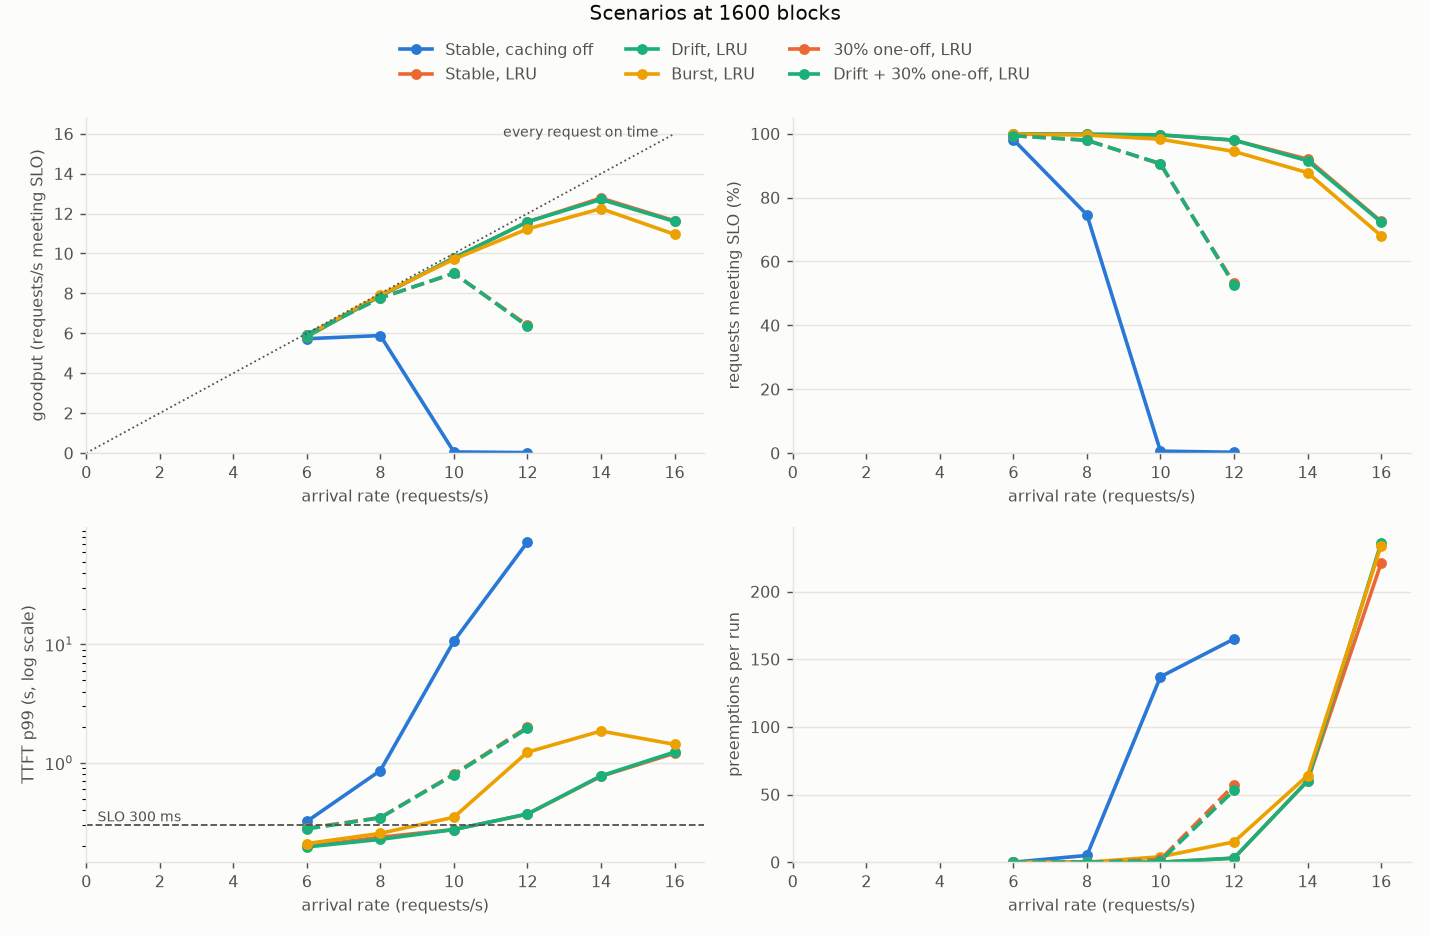 Scenarios at 1600 blocks
Stable, caching off
Drift, LRU
30% one-off, LRU
Stable, LRU
Burst, LRU
Drift + 30% one-off, LRU
every request on time
goodput (requests/s meeting SLO)
16
14
12
10
8
6
4
2
0
0 2 4 6 8 10 12 14 16
arrival rate (requests/s)
requests meeting SLO (%)
100
80
60
40
20
0
0 2 4 6 8 10 12 14 16
arrival rate (requests/s)
TTFT p99 (s, log scale)
10¹
10⁰
SLO 300 ms
0 2 4 6 8 10 12 14 16
arrival rate (requests/s)
preemptions per run
200
150
100
50
0
0 2 4 6 8 10 12 14 16
arrival rate (requests/s)